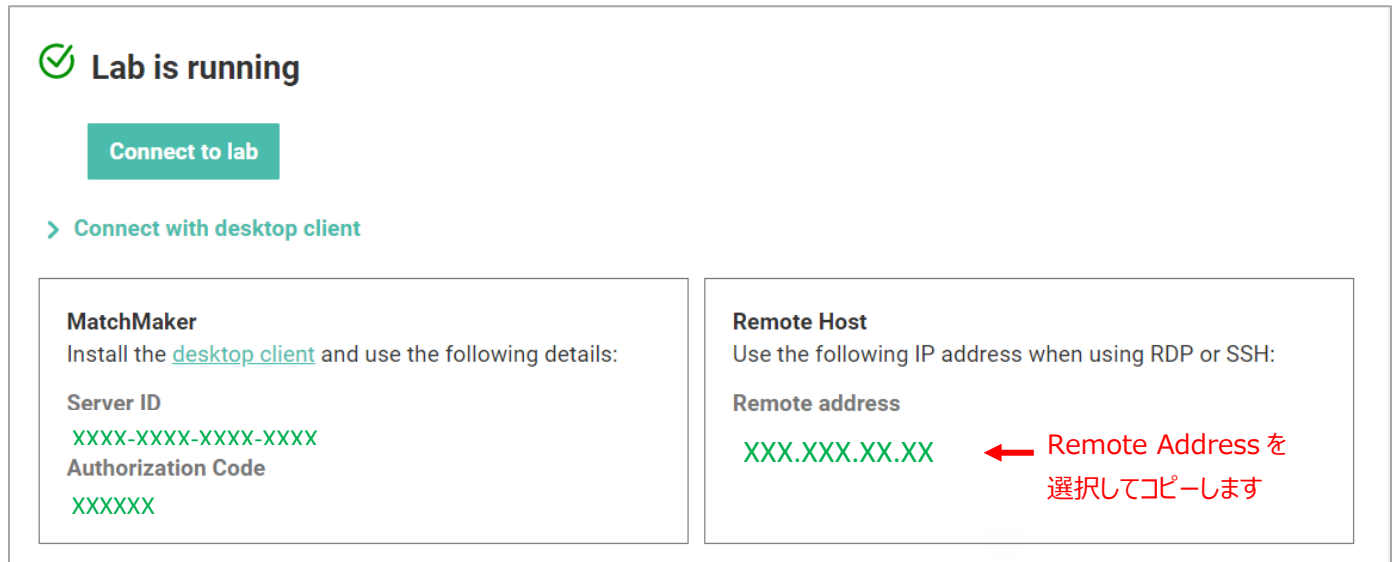 Lab is running
Connect to lab
Connect with desktop client
MatchMaker
Install the desktop client and use the following details:
Server ID
XXXX-XXXX-XXXX-XXXX
Authorization Code
XXXXXX
Remote Host
Use the following IP address when using RDP or SSH:
Remote address
XXX.XXX.XX.XX
Remote Address を
選択してコピーします